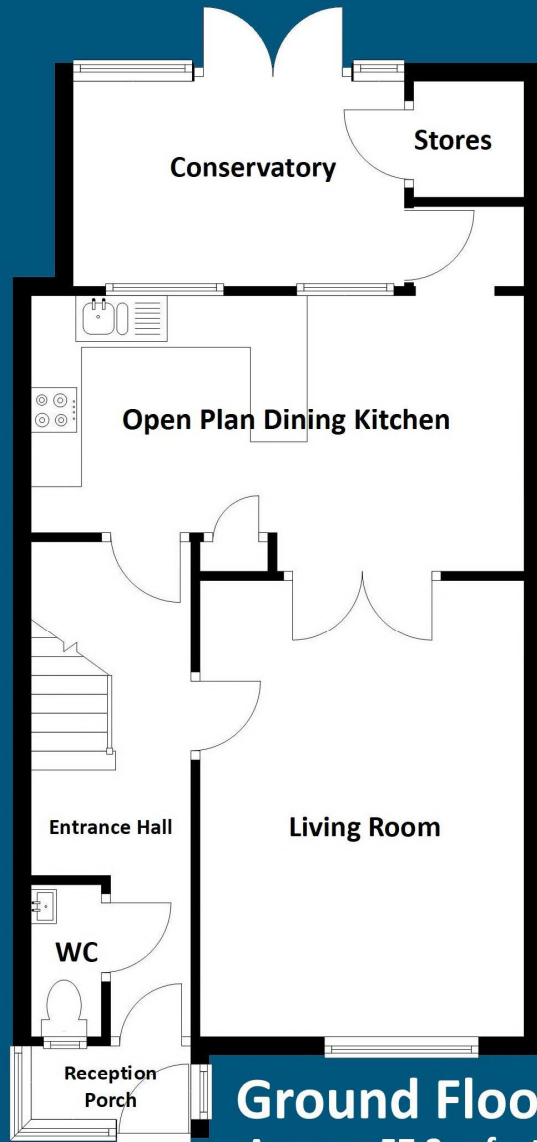 Stores
Conservatory
Open Plan Dining Kitchen
Entrance Hall
Living Room
WC
Reception
Porch
Ground Floo